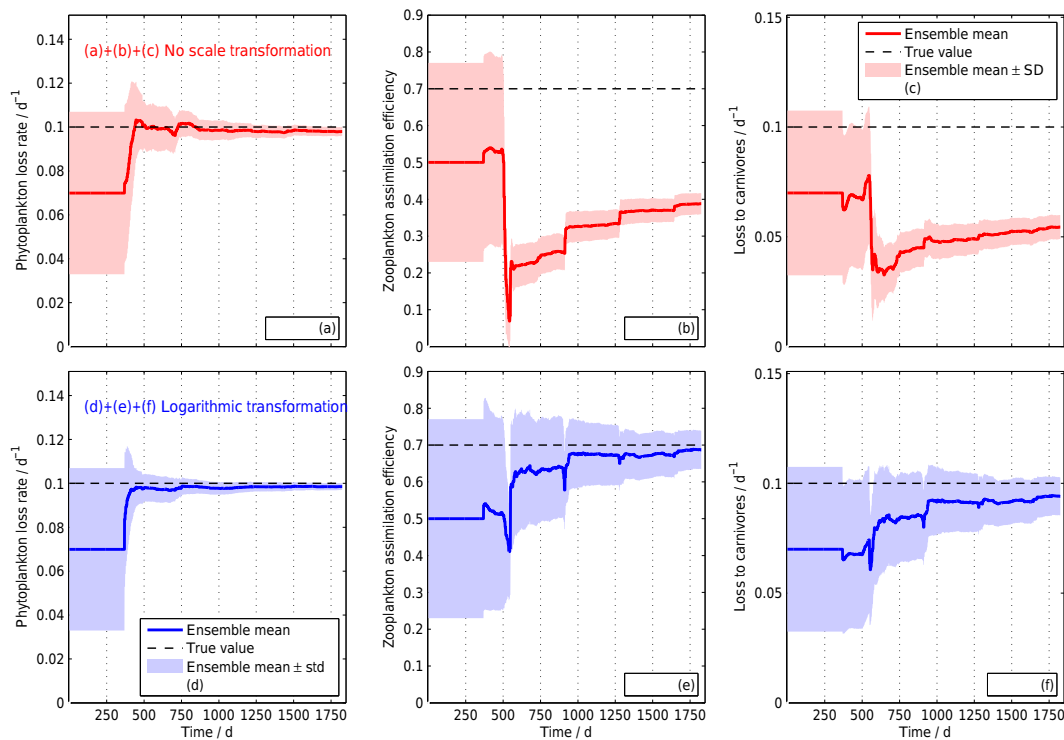 (a)+(b)+(c) No scale transformation
Phytoplankton loss rate / d⁻¹
0.14
0.12
0.1
0.08
0.06
0.04
0.02
0
(a)
Zooplankton assimilation efficiency
0.9
0.8
0.7
0.6
0.5
0.4
0.3
0.2
0.1
0
(b)
Loss to carnivores / d⁻¹
0.15
0.1
0.05
0
Ensemble mean
True value
Ensemble mean ± SD
(c)
(d)+(e)+(f) Logarithmic transformation
Phytoplankton loss rate / d⁻¹
0.14
0.12
0.1
0.08
0.06
0.04
0.02
0
Ensemble mean
True value
Ensemble mean ± std
(d)
250 500 750 1000 1250 1500 1750
Time / d
Zooplankton assimilation efficiency
0.9
0.8
0.7
0.6
0.5
0.4
0.3
0.2
0.1
0
(e)
250 500 750 1000 1250 1500 1750
Time / d
Loss to carnivores / d⁻¹
0.15
0.1
0.05
0
(f)
250 500 750 1000 1250 1500 1750
Time / d